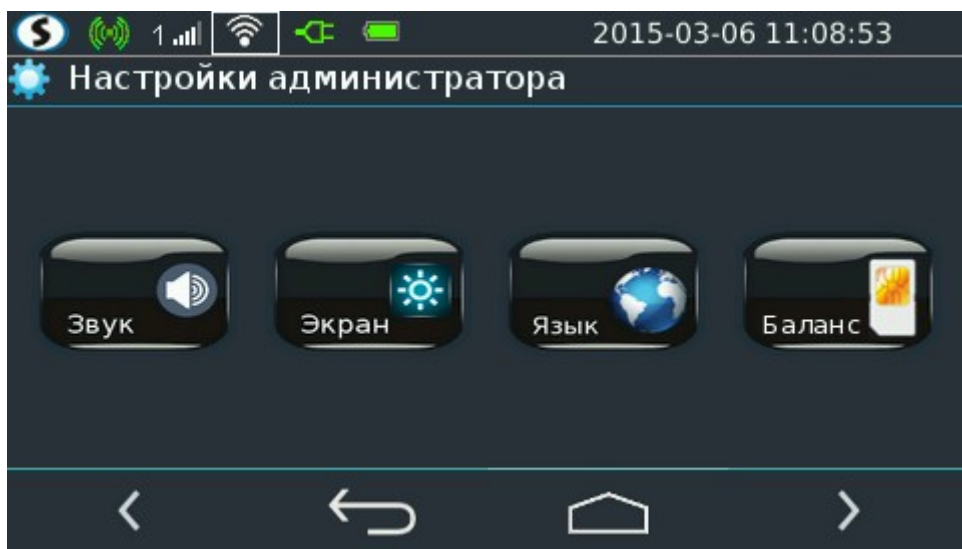 S 1 2015-03-06 11:08:53
Настройки администратора
Звук Экран Язык Баланс